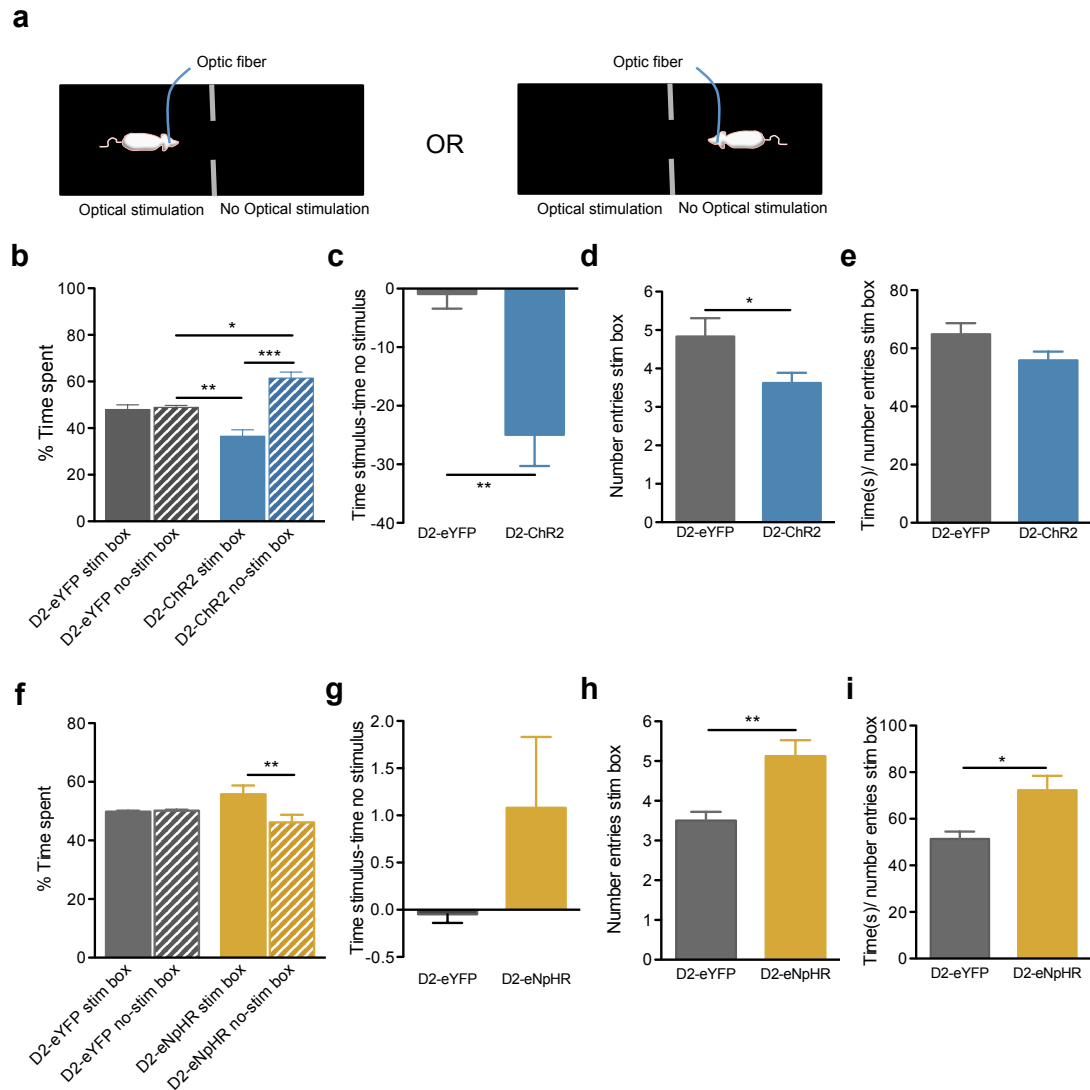 a
Optic fiber
Optic fiber
OR
Optical stimulation
No Optical stimulation
Optical stimulation
No Optical stimulation
b
% Time spent
100
80
60
40
20
0
*
**
***
D2-eYFP stim box
D2-eYFP no-stim box
D2-ChR2 stim box
D2-ChR2 no-stim box
c
Time stimulus-time no stimulus
0
-10
-20
-30
-40
**
D2-eYFP
D2-ChR2
d
Number entries stim box
6
5
4
3
2
1
0
*
D2-eYFP
D2-ChR2
e
Time(s)/ number entries stim box
80
60
40
20
0
D2-eYFP
D2-ChR2
f
% Time spent
80
60
40
20
0
**
D2-eYFP stim box
D2-eYFP no-stim box
D2-eNpHR stim box
D2-eNpHR no-stim box
g
Time stimulus-time no stimulus
2.0
1.5
1.0
0.5
0.0
-0.5
D2-eYFP
D2-eNpHR
h
Number entries stim box
6
5
4
3
2
1
0
**
D2-eYFP
D2-eNpHR
i
Time(s)/ number entries stim box
100
80
60
40
20
0
*
D2-eYFP
D2-eNpHR